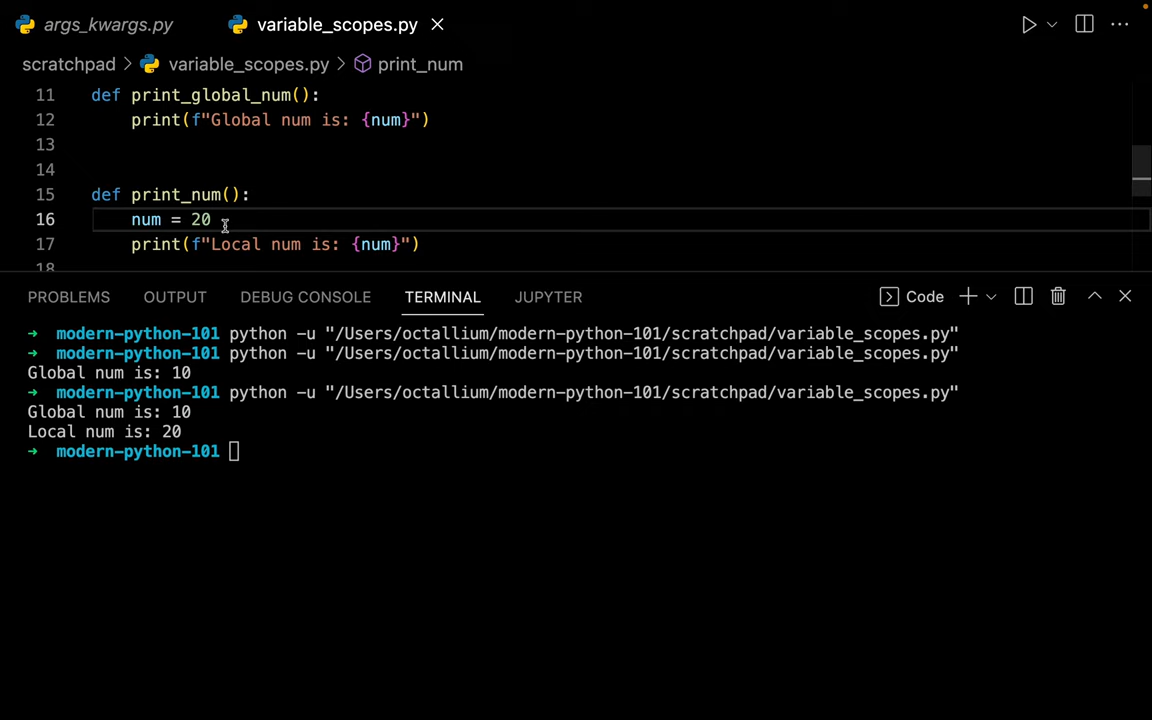 args_kwargs.py variable_scopes.py
scratchpad > variable_scopes.py > print_num
11 def print_global_num():
12     print(f"Global num is: {num}")
13
14
15 def print_num():
16     num = 20
17     print(f"Local num is: {num}")
18
PROBLEMS OUTPUT DEBUG CONSOLE TERMINAL JUPYTER Code
→ modern-python-101 python -u "/Users/octallium/modern-python-101/scratchpad/variable_scopes.py"
→ modern-python-101 python -u "/Users/octallium/modern-python-101/scratchpad/variable_scopes.py"
Global num is: 10
→ modern-python-101 python -u "/Users/octallium/modern-python-101/scratchpad/variable_scopes.py"
Global num is: 10
Local num is: 20
→ modern-python-101